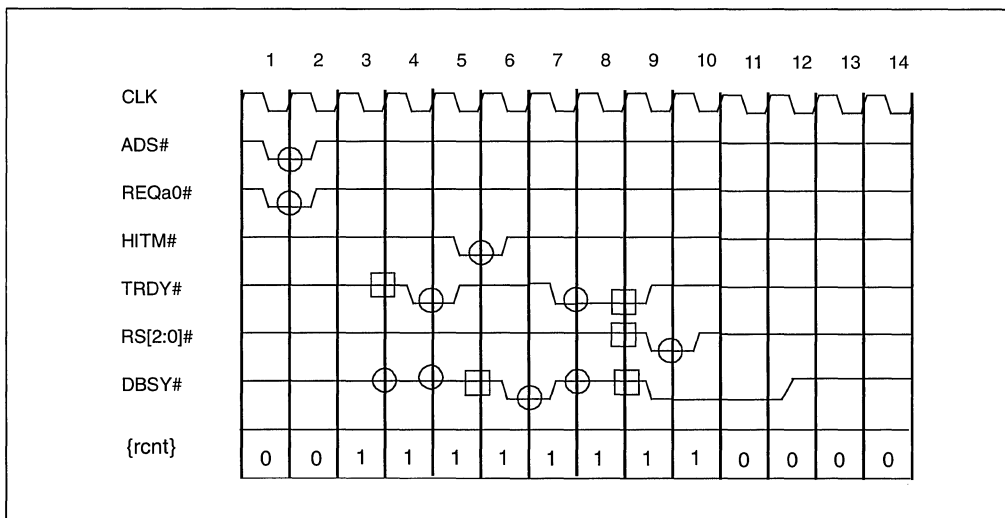 1 2 3 4 5 6 7 8 9 10 11 12 13 14
CLK
ADS#
REQa0#
HITM#
TRDY#
RS[2:0]#
DBSY#
{rcnt}
0 0 1 1 1 1 1 1 1 1 0 0 0 0